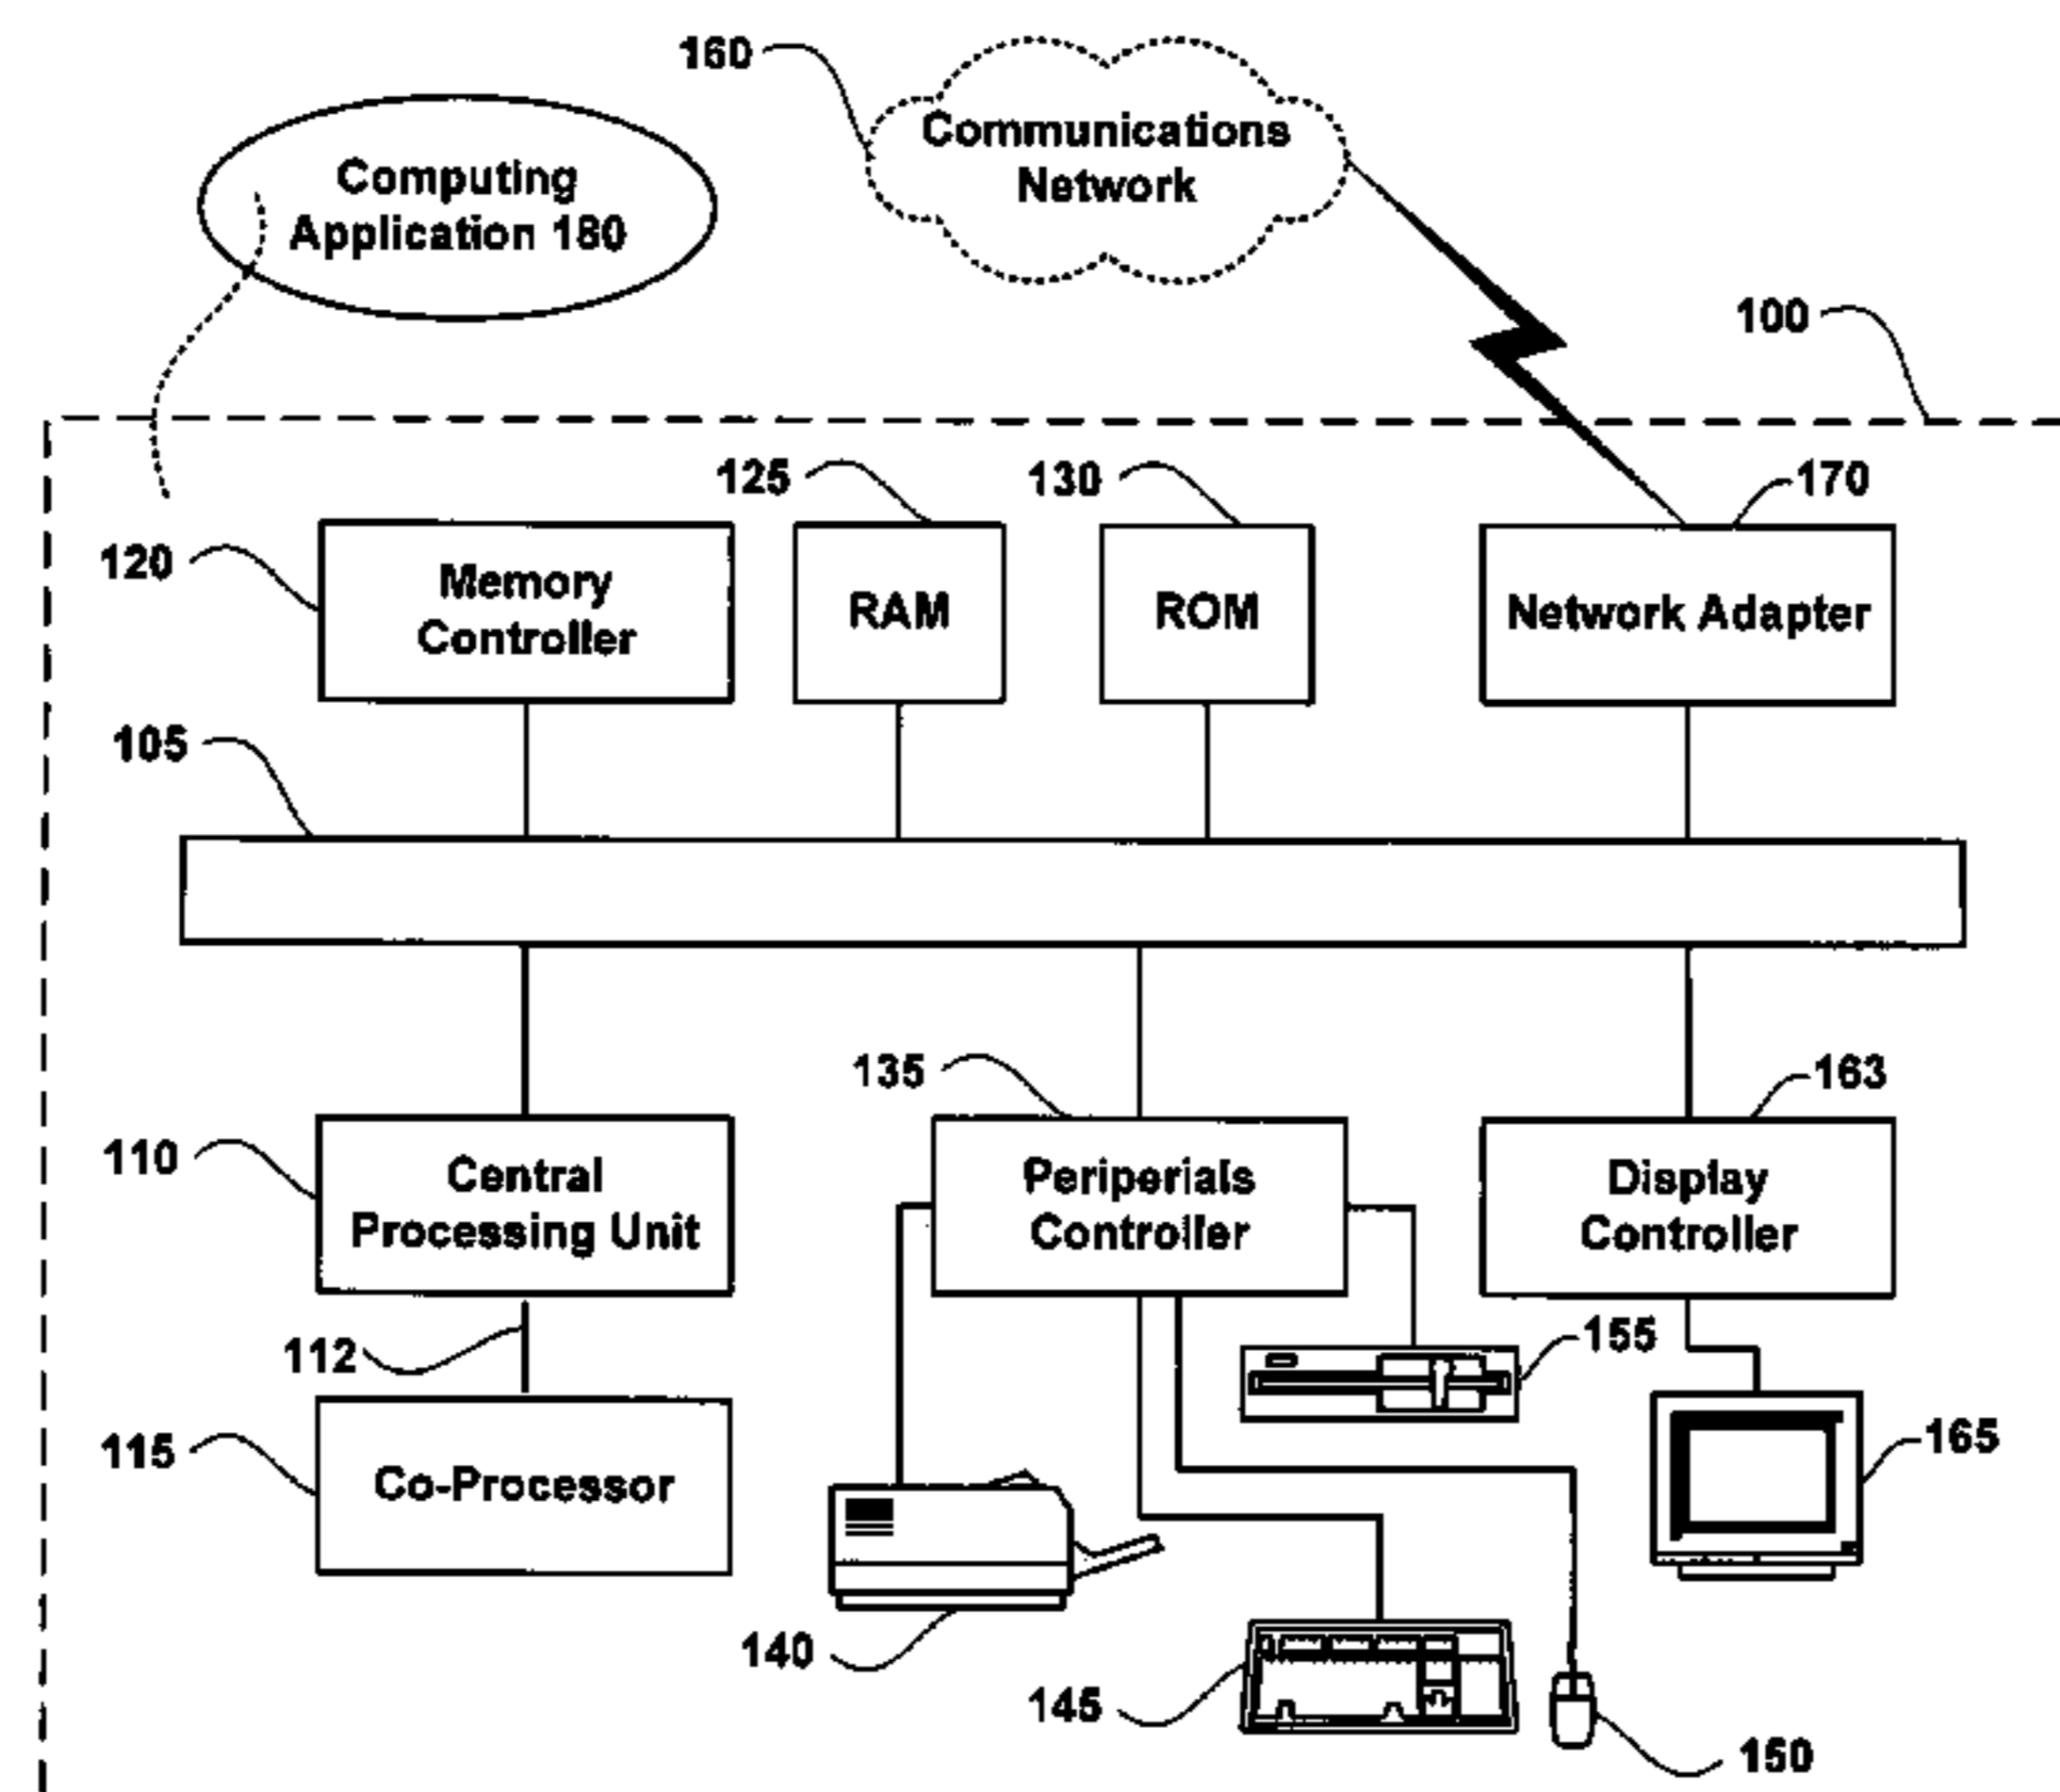 160
Communications
Network
Computing
Application 180
100
125
130
170
120
Memory
Controller
RAM
ROM
Network Adapter
105
135
163
110
Central
Processing Unit
Periperials
Controller
Display
Controller
112
155
115
Co-Processor
165
140
145
150